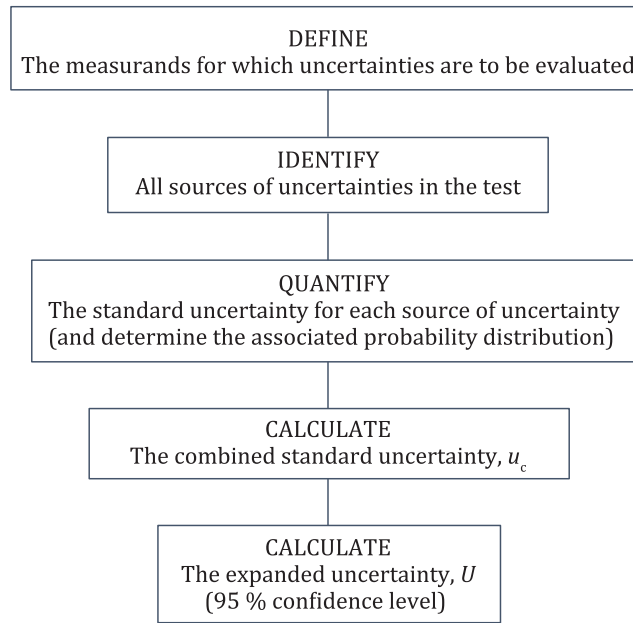 DEFINE
The measurands for which uncertainties are to be evaluated
IDENTIFY
All sources of uncertainties in the test
QUANTIFY
The standard uncertainty for each source of uncertainty
(and determine the associated probability distribution)
CALCULATE
The combined standard uncertainty, u_c
CALCULATE
The expanded uncertainty, U
(95 % confidence level)